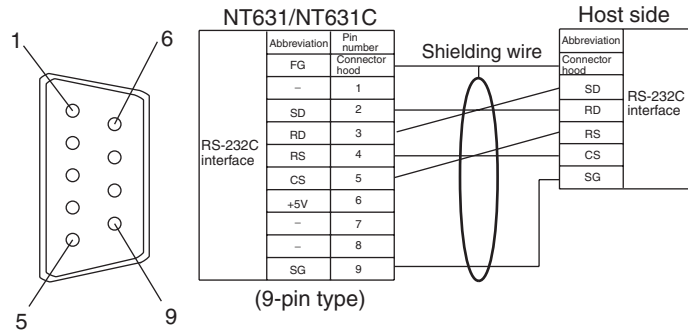 1
6
5
9
NT631/NT631C
RS-232C
interface
Abbreviation
Pin
number
FG
Connector
hood
–
1
SD
2
RD
3
RS
4
CS
5
+5V
6
–
7
–
8
SG
9
(9-pin type)
Shielding wire
Host side
Abbreviation
Connector
hood
SD
RD
RS
CS
SG
RS-232C
interface